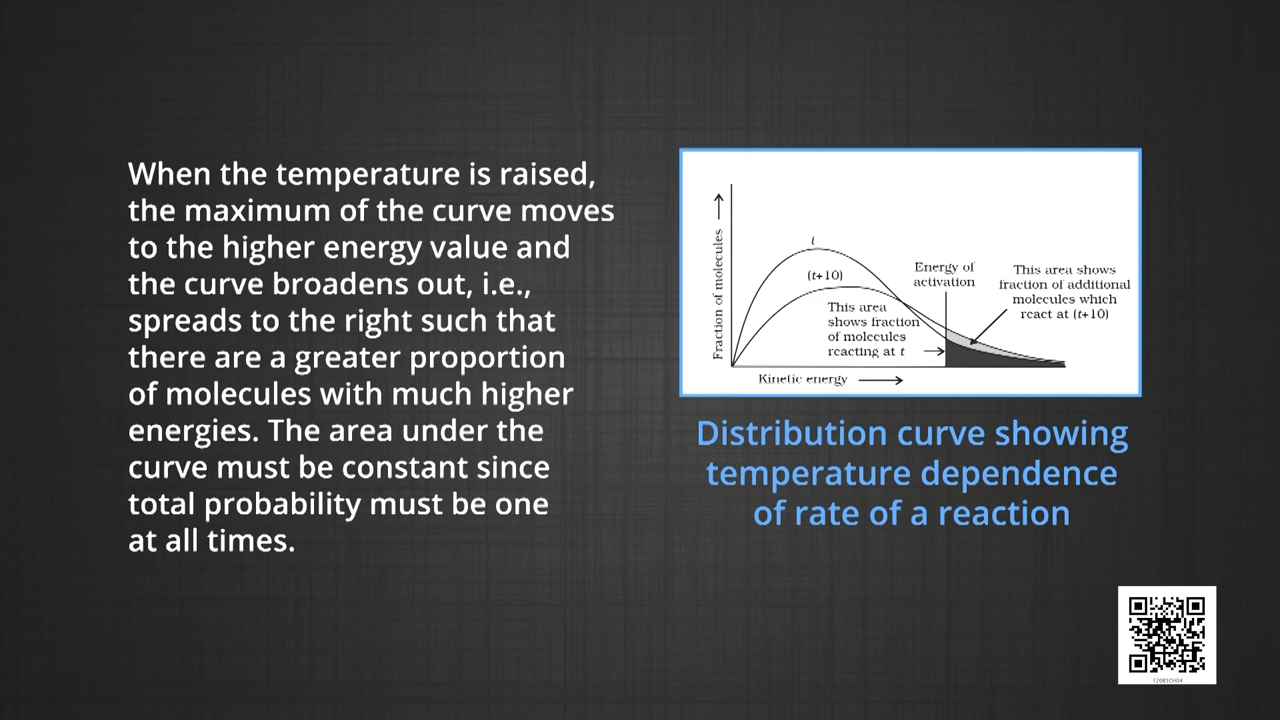 When the temperature is raised,
the maximum of the curve moves
to the higher energy value and
the curve broadens out, i.e.,
spreads to the right such that
there are a greater proportion
of molecules with much higher
energies. The area under the
curve must be constant since
total probability must be one
at all times.
Fraction of molecules
t
(t+10)
Energy of
activation
This area shows
fraction of additional
molecules which
react at (t+10)
This area
shows fraction
of molecules
reacting at t
Kinetic energy
Distribution curve showing
temperature dependence
of rate of a reaction
12085CH04